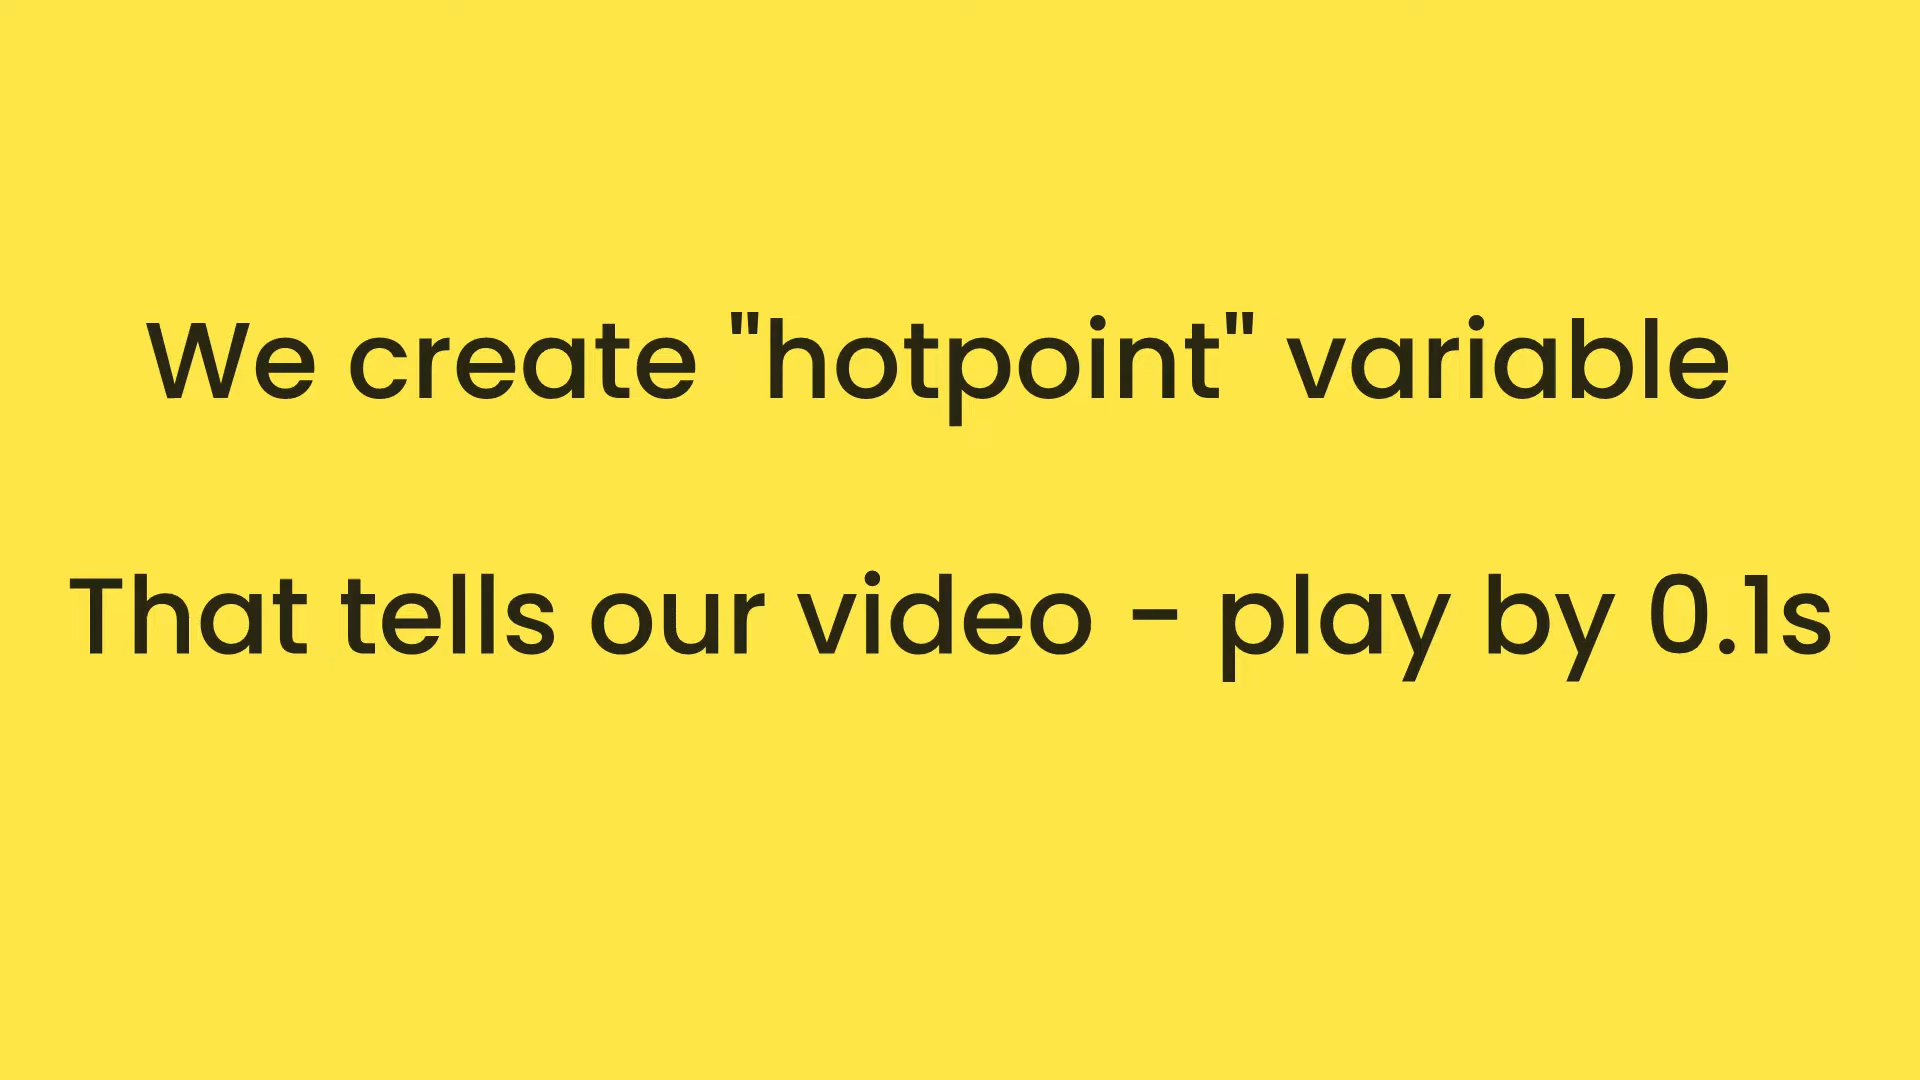 We create "hotpoint" variable
That tells our video - play by 0.1s